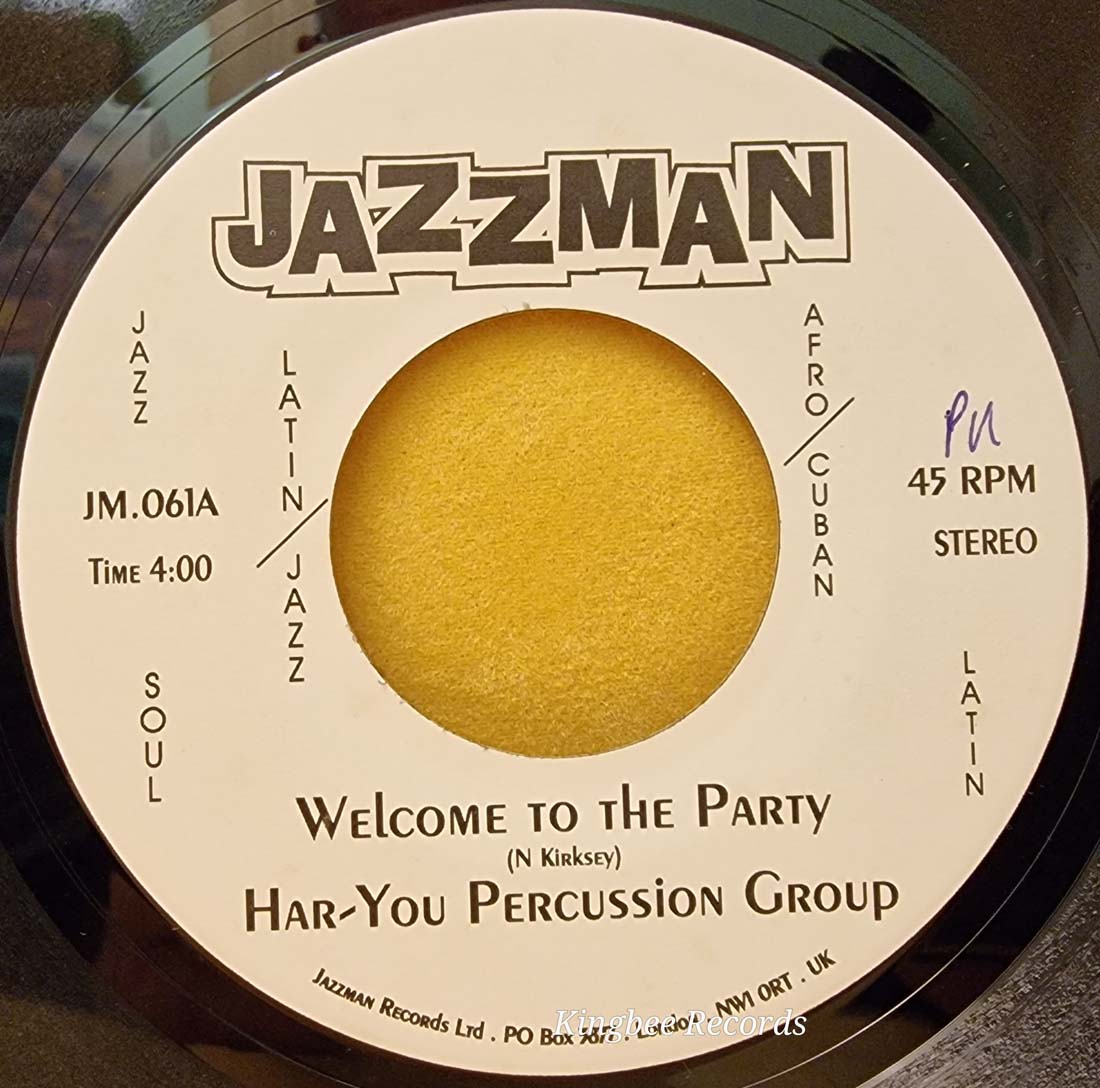 JAZZMAN
JAZZ
LATIN/JAZZ
AFRO/CUBAN
JM.061A
Time 4:00
45 RPM
STEREO
SOUL
LATIN
Welcome to the Party
(N Kirksey)
Har-You Percussion Group
Jazzman Records Ltd . PO Box . London . NW1 0RT . UK
Kingbee Records